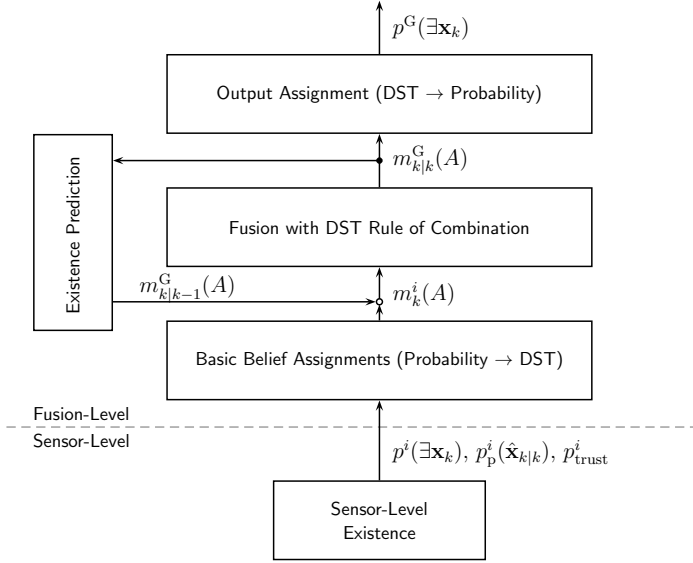 p^G(∃x_k)
Output Assignment (DST → Probability)
m^G_{k|k}(A)
Existence Prediction
Fusion with DST Rule of Combination
m^G_{k|k−1}(A)
m^i_k(A)
Basic Belief Assignments (Probability → DST)
Fusion-Level
Sensor-Level
p^i(∃x_k), p^i_p(x̂_{k|k}), p^i_trust
Sensor-Level
Existence